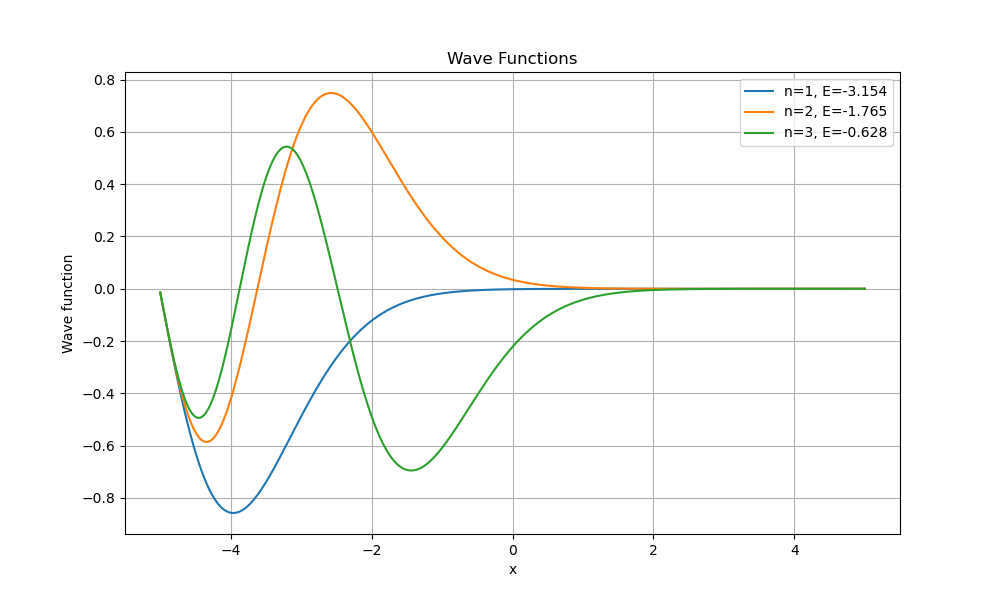 Wave Functions
n=1, E=-3.154
n=2, E=-1.765
n=3, E=-0.628
Wave function
0.8
0.6
0.4
0.2
0.0
−0.2
−0.4
−0.6
−0.8
−4
−2
0
2
4
x